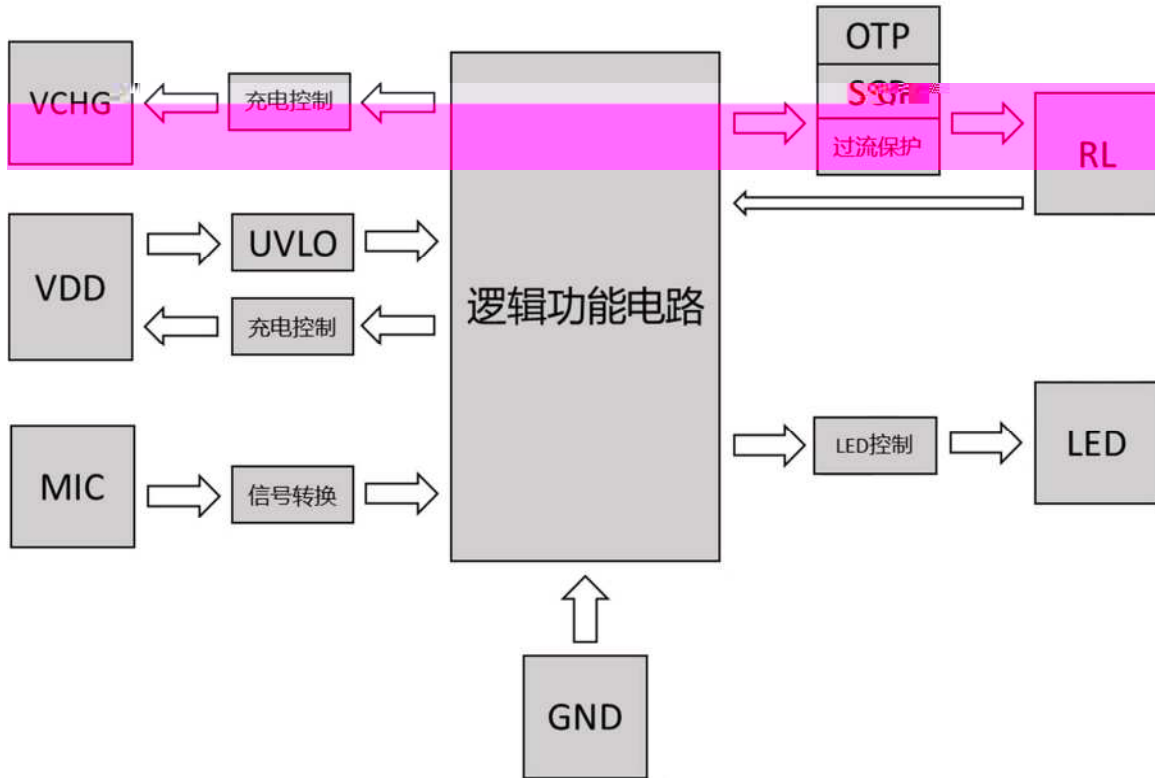 OTP
VCHG
充电控制
过流保护
RL
VDD
UVLO
充电控制
逻辑功能电路
MIC
信号转换
LED控制
LED
GND